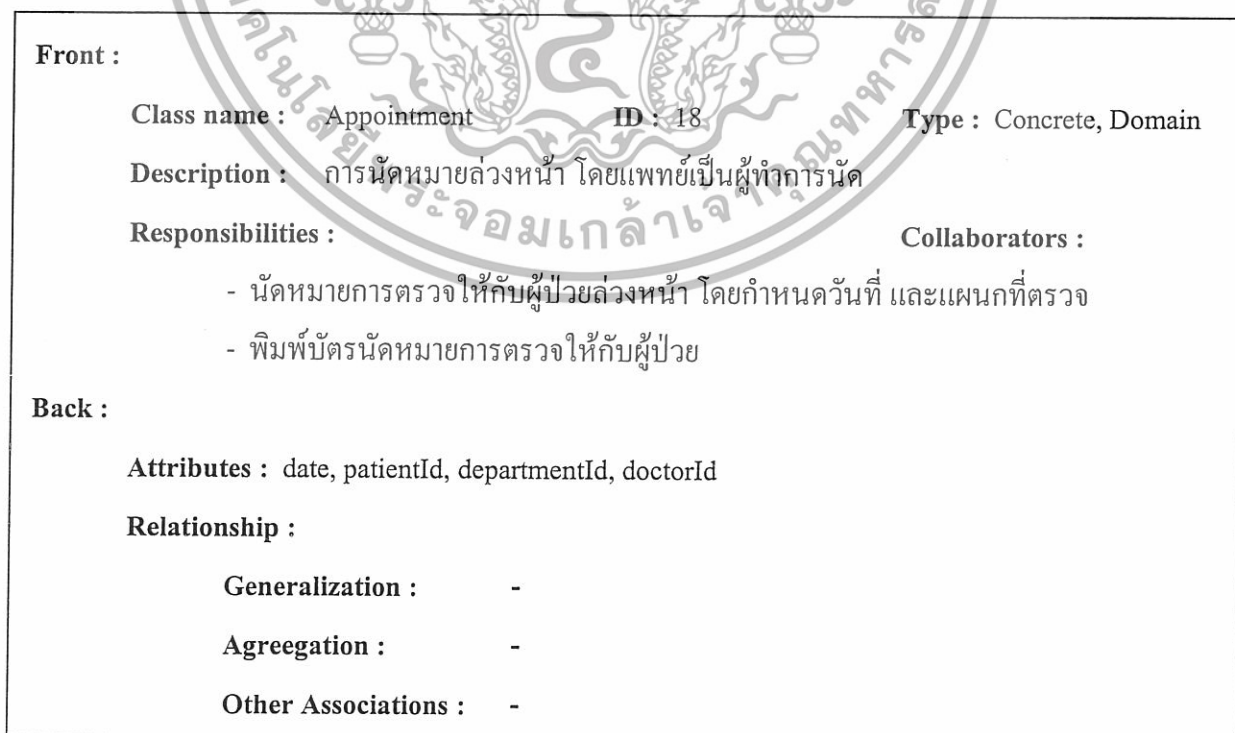 Front :
Class name : Appointment ID : 18 Type : Concrete, Domain
Description : การนัดหมายล่วงหน้า โดยแพทย์เป็นผู้ทำการนัด
Responsibilities : Collaborators :
- นัดหมายการตรวจให้กับผู้ป่วยล่วงหน้า โดยกำหนดวันที่ และแผนกที่ตรวจ
- พิมพ์บัตรนัดหมายการตรวจให้กับผู้ป่วย
Back :
Attributes : date, patientId, departmentId, doctorId
Relationship :
Generalization : -
Agreegation : -
Other Associations : -